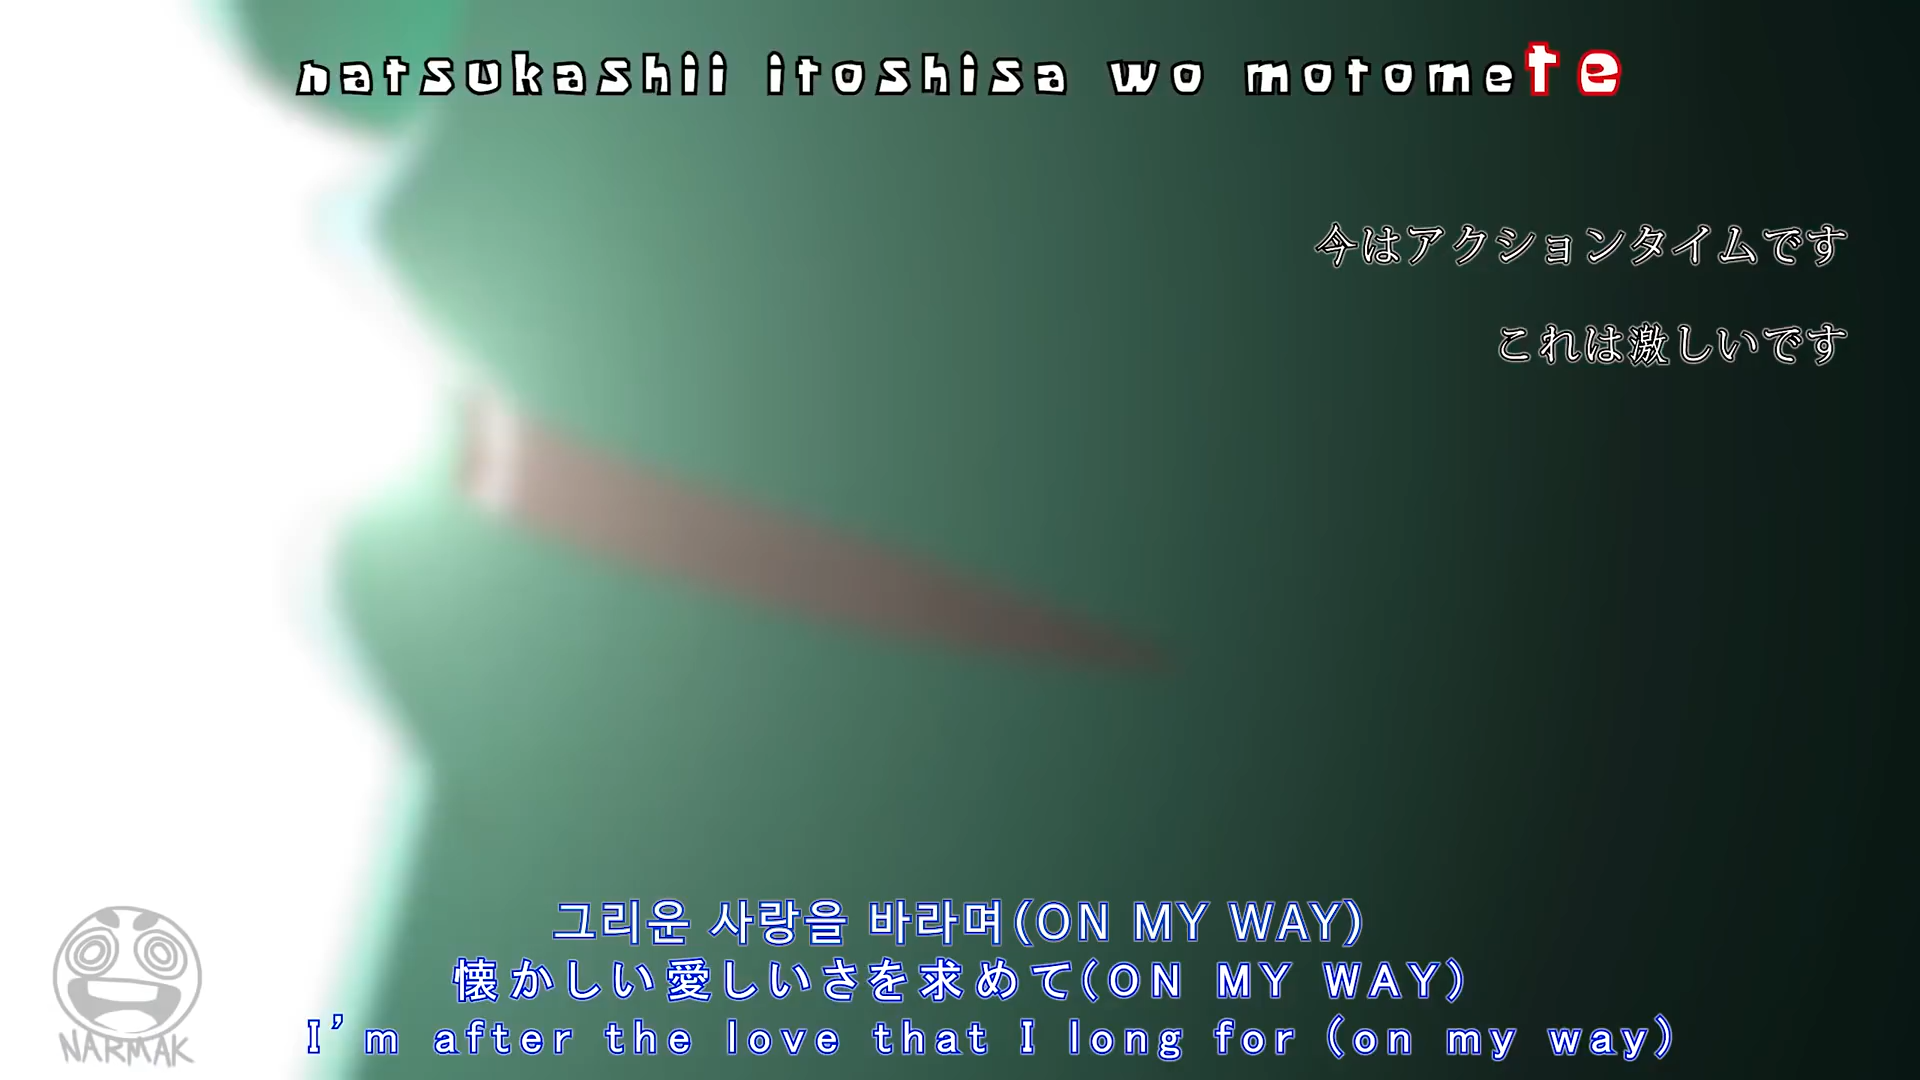 natsukashii itoshisa wo motomete
今はアクションタイムです
これは激しいです
그리운 사랑을 바라며(ON MY WAY)
懐かしい愛しいさを求めて(ON MY WAY)
I'm after the love that I long for (on my way)
NARMAK